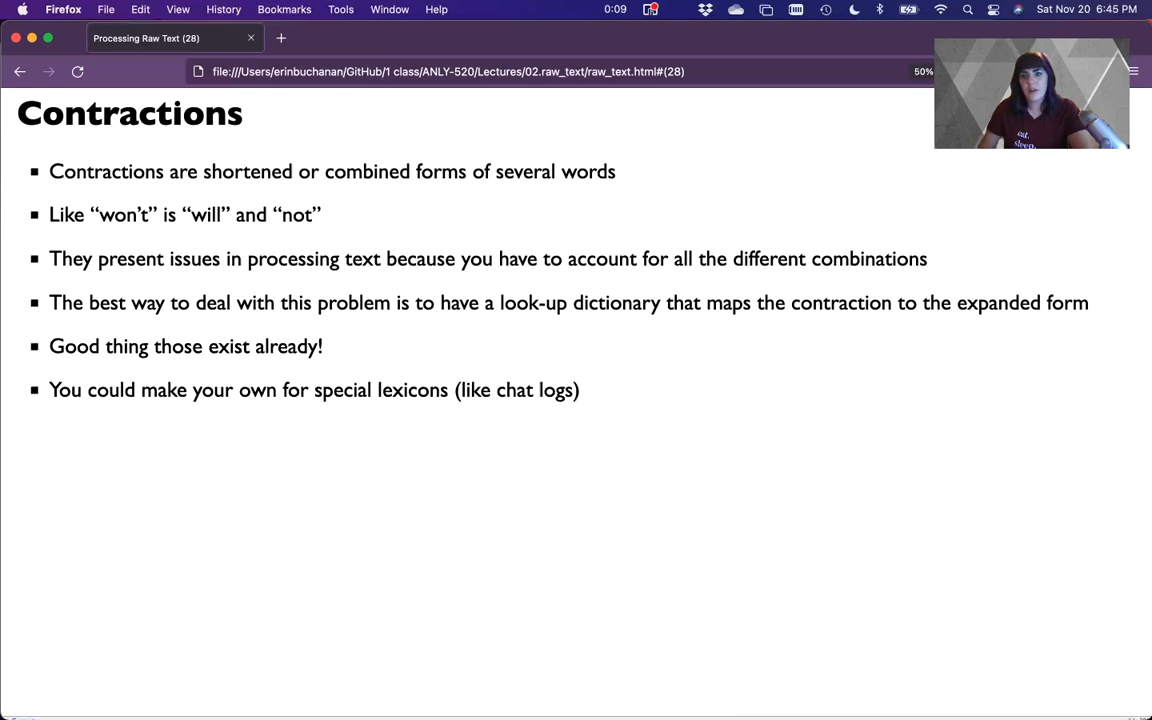 Firefox File Edit View History Bookmarks Tools Window Help 0:09 Sat Nov 20 6:45 PM
Processing Raw Text (28)
file:///Users/erinbuchanan/GitHub/1 class/ANLY-520/Lectures/02.raw_text/raw_text.html#(28) 50%
eat.
sleep.
Contractions
Contractions are shortened or combined forms of several words
Like “won’t” is “will” and “not”
They present issues in processing text because you have to account for all the different combinations
The best way to deal with this problem is to have a look-up dictionary that maps the contraction to the expanded form
Good thing those exist already!
You could make your own for special lexicons (like chat logs)